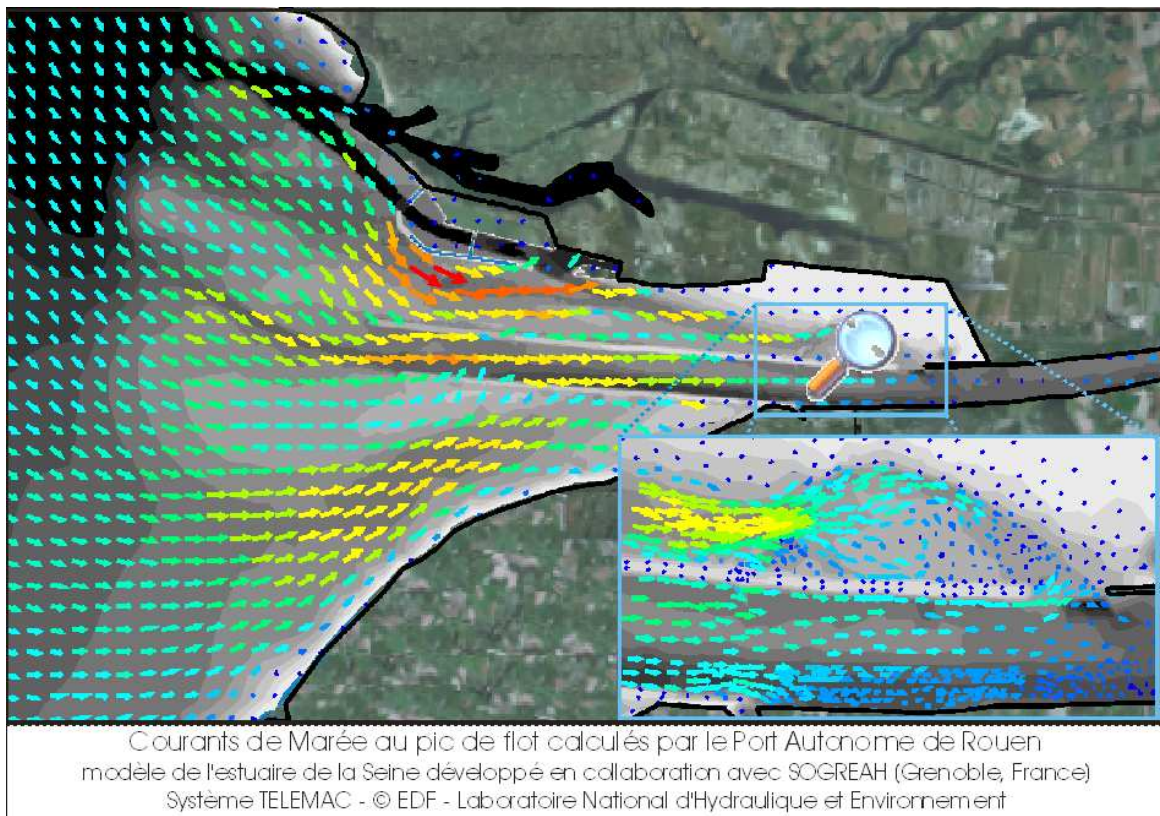 Courants de Marée au pic de flot calculés par le Port Autonome de Rouen
modèle de l'estuaire de la Seine développé en collaboration avec SOGREAH (Grenoble, France)
Système TELEMAC - © EDF - Laboratoire National d'Hydraulique et Environnement